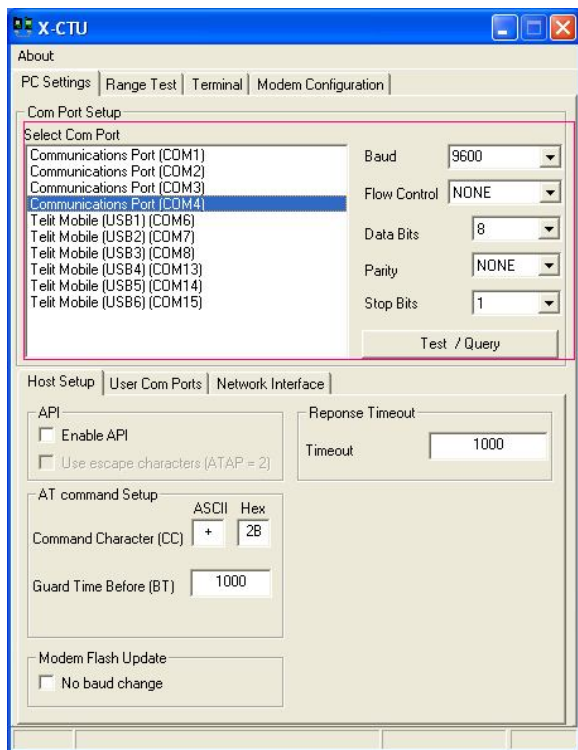 X-CTU
About
PC Settings Range Test Terminal Modem Configuration
Com Port Setup
Select Com Port
Communications Port (COM1)
Communications Port (COM2)
Communications Port (COM3)
Communications Port (COM4)
Telit Mobile (USB1) (COM6)
Telit Mobile (USB2) (COM7)
Telit Mobile (USB3) (COM8)
Telit Mobile (USB4) (COM13)
Telit Mobile (USB5) (COM14)
Telit Mobile (USB6) (COM15)
Baud 9600
Flow Control NONE
Data Bits 8
Parity NONE
Stop Bits 1
Test / Query
Host Setup User Com Ports Network Interface
API
Enable API
Use escape characters (ATAP = 2)
Reponse Timeout
Timeout 1000
AT command Setup
ASCII Hex
Command Character (CC) + 2B
Guard Time Before (BT) 1000
Modem Flash Update
No baud change